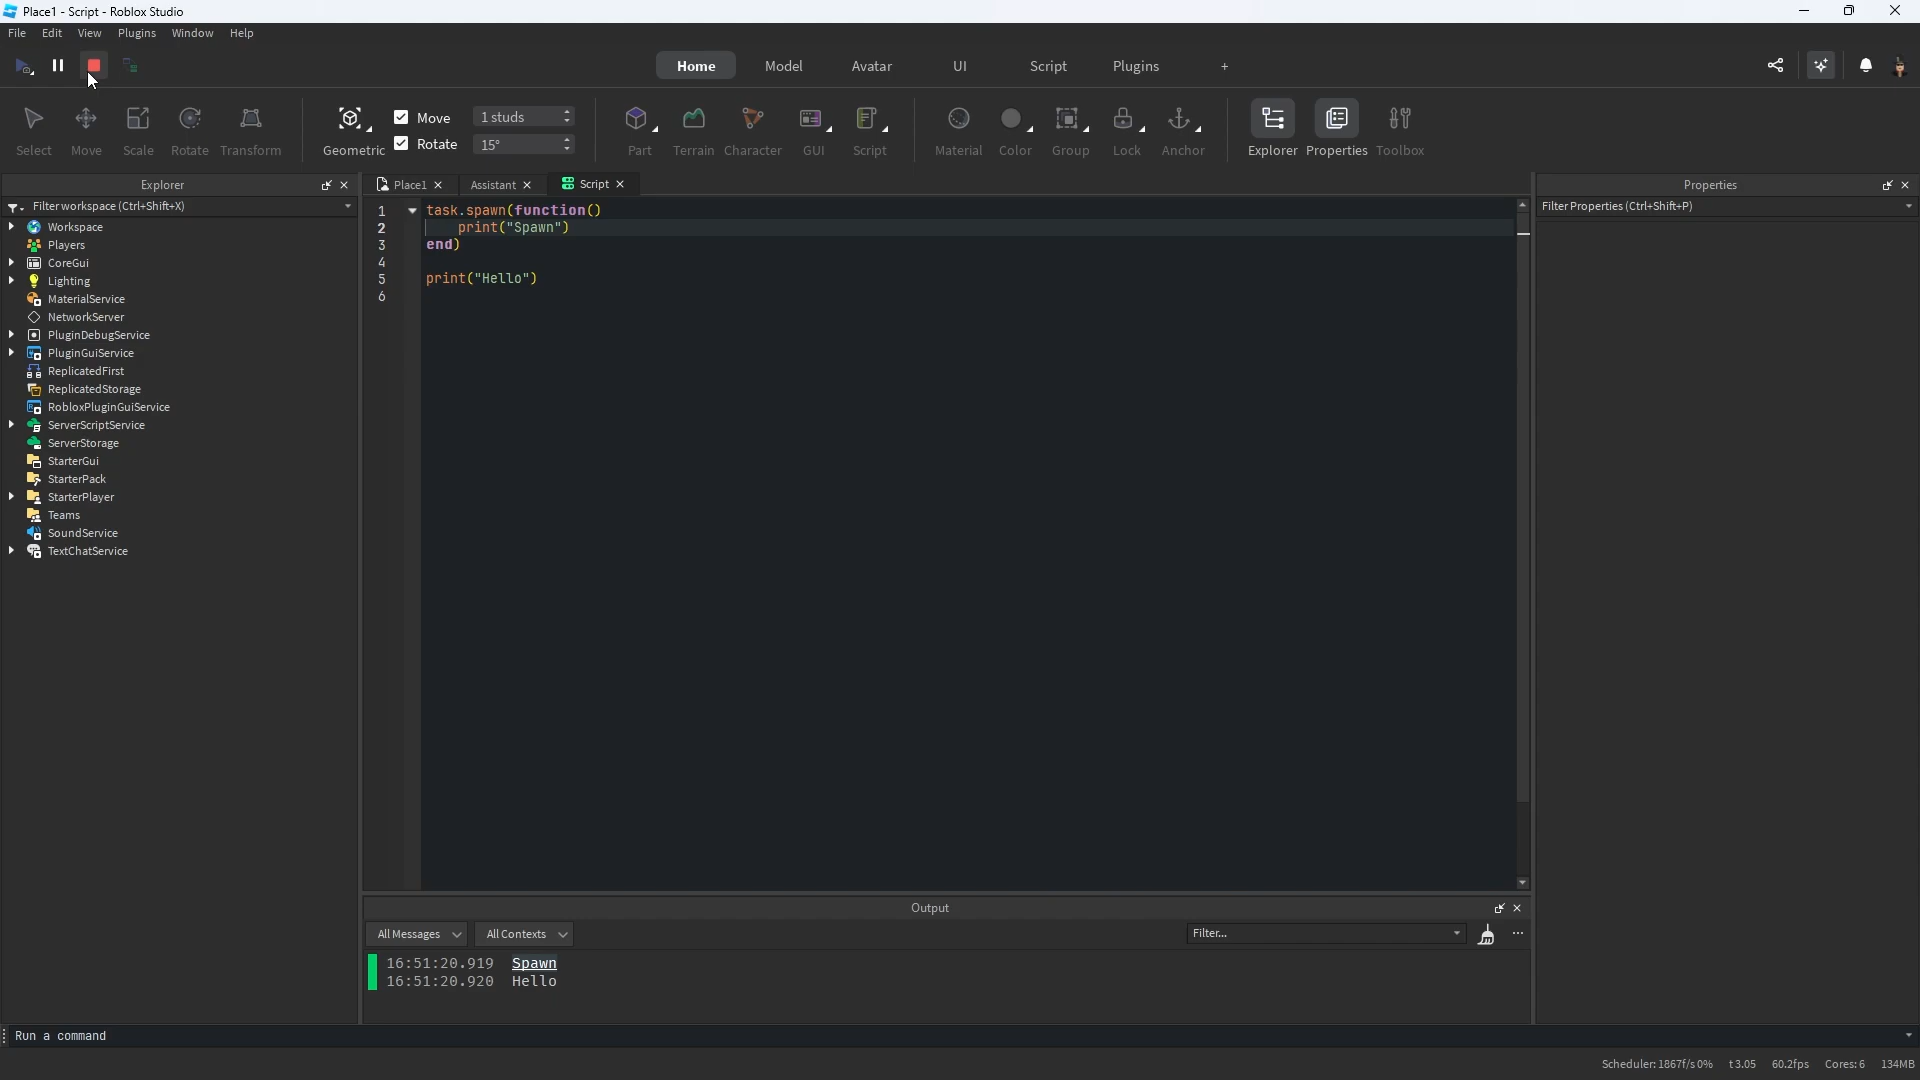 Place1 - Script - Roblox Studio
File Edit View Plugins Window Help
Home Model Avatar UI Script Plugins +
Select Move Scale Rotate Transform Geometric
Move 1 studs
Rotate 15°
Part Terrain Character GUI Script Material Color Group Lock Anchor Explorer Properties Toolbox
Explorer
Filter workspace (Ctrl+Shift+X)
Workspace
Players
CoreGui
Lighting
MaterialService
NetworkServer
PluginDebugService
PluginGuiService
ReplicatedFirst
ReplicatedStorage
RobloxPluginGuiService
ServerScriptService
ServerStorage
StarterGui
StarterPack
StarterPlayer
Teams
SoundService
TextChatService
Place1 Assistant Script
1 task.spawn(function()
2 print("Spawn")
3 end)
4
5 print("Hello")
6
Properties
Filter Properties (Ctrl+Shift+P)
Output
All Messages All Contexts Filter...
16:51:20.919 Spawn
16:51:20.920 Hello
Run a command
Scheduler: 1867f/s 0% t3.05 60.2fps Cores: 6 134MB